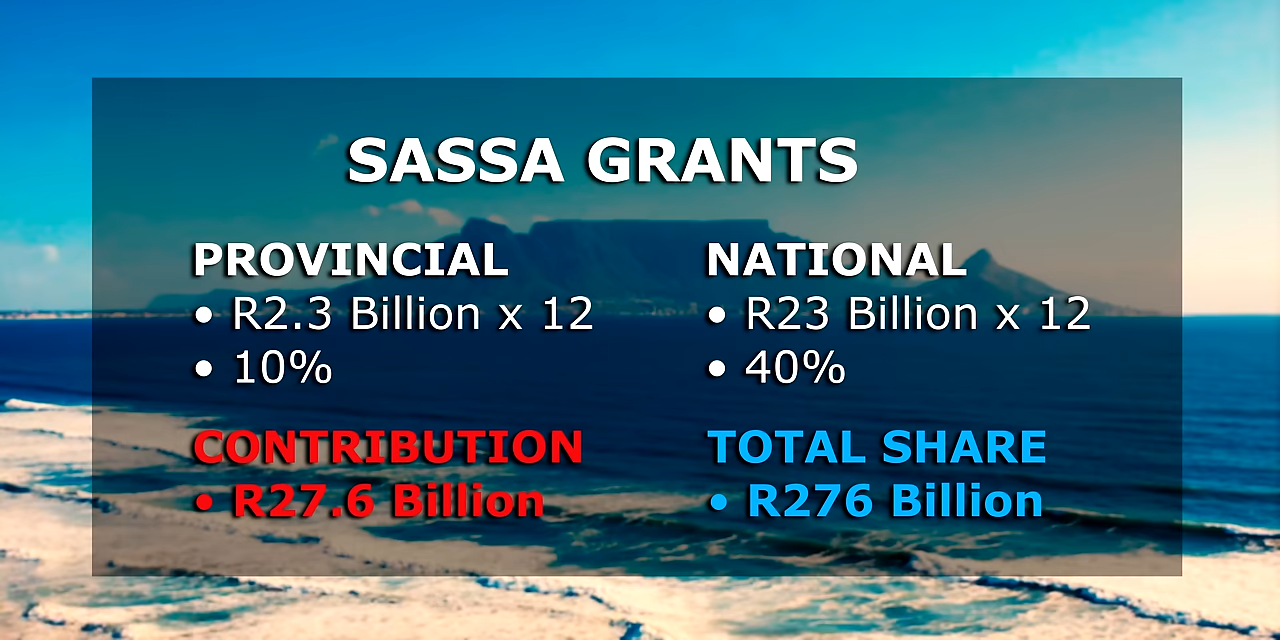 SASSA GRANTS
PROVINCIAL
• R2.3 Billion x 12
• 10%
CONTRIBUTION
• R27.6 Billion
NATIONAL
• R23 Billion x 12
• 40%
TOTAL SHARE
• R276 Billion